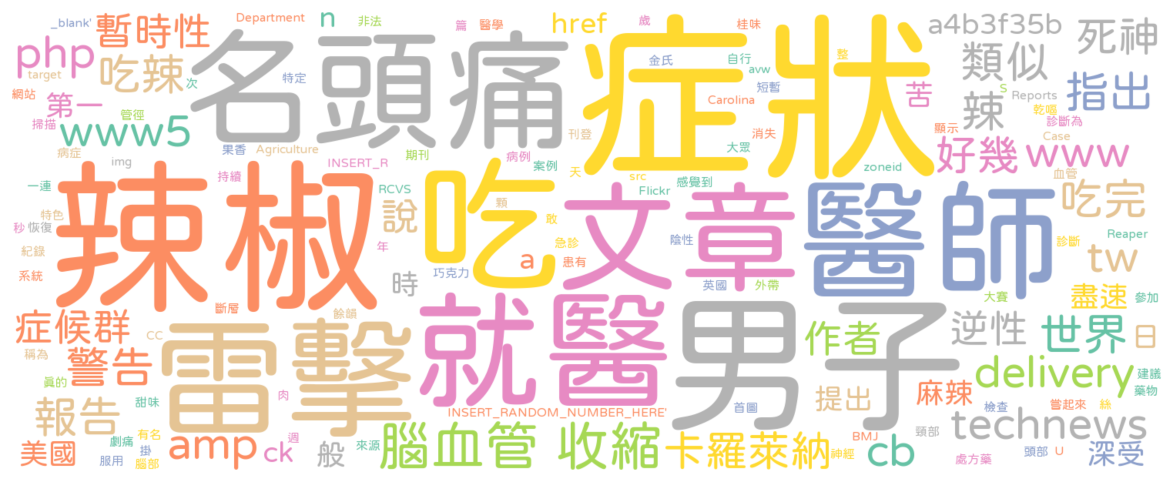 _blank'
Department
n
非法
篇
醫學
href
歲
桂味
a4b3f35b
死神
暫時性
php
target
吃辣
次
名
頭痛
特定
症狀
金氏
自行
avw
短暫
整
類似
指出
S
Reports
網站
第一
掃描
管徑
www5
Carolina
刊登
消失
大眾
苦
辣
乾嘔
診斷為
顯示
Case
病症
img
果香
Agriculture
期刊
病例
案例
天
src
zoneid
好幾
www
血管
一連
持續
INSERT_R
RCVS
Flickr
感覺到
特色
秒
恢復
紀錄
系統
辣椒
說
年
時
吃
顆
敢
急診
a
患有
巧克力
文章
陰性
英國
外帶
醫師
吃完
Reaper
診斷
tw
大賽
參加
盡速
症候群
斷層
餘韻
CC
稱為
警告
真的
雷擊
就醫
男子
作者
逆性
世界
日
建議
藥物
delivery
報告
甜味
肉
INSERT_RANDOM_NUMBER_HERE'
首圖
提出
麻辣
檢查
嘗起來
絲
technews
美國
劇痛
有名
掛
服用
腦部
amp
週
ck
般
來源
腦血管
收縮
卡羅萊納
神經
BMJ
cb
頸部
處方藥
頭部
U
深受